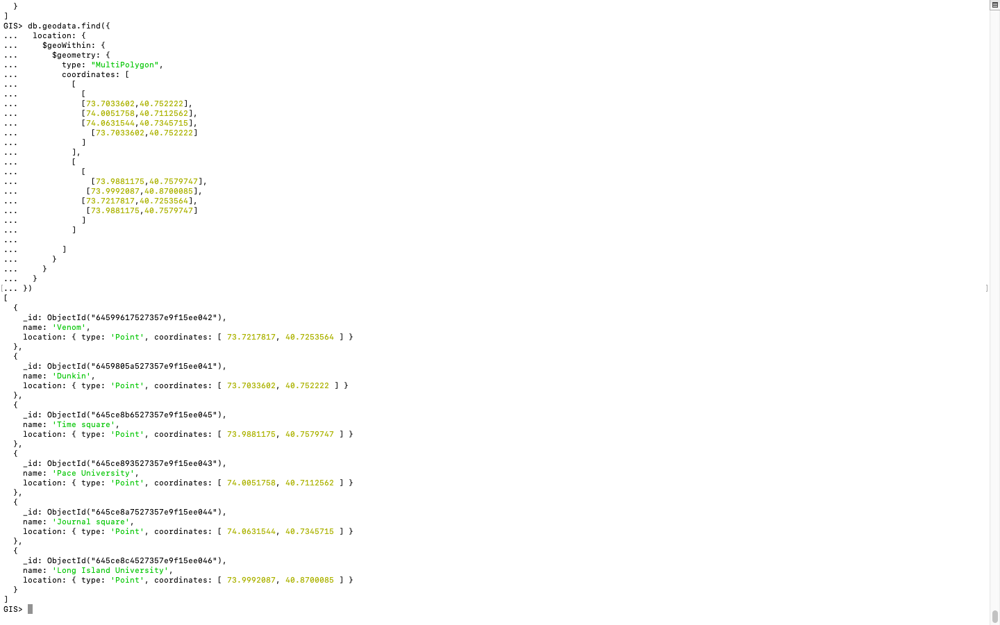 }
]
GIS> db.geodata.find({
...   location: {
...     $geoWithin: {
...       $geometry: {
...         type: "MultiPolygon",
...         coordinates: [
...           [
...             [
...             [73.7033602,40.752222],
...             [74.0051758,40.7112562],
...             [74.0631544,40.7345715],
...               [73.7033602,40.752222]
...             ]
...           ],
...           [
...             [
...               [73.9881175,40.7579747],
...              [73.9992087,40.8700085],
...             [73.7217817,40.7253564],
...              [73.9881175,40.7579747]
...             ]
...           ]
...
...         ]
...       }
...     }
...   }
[... }) ]
[
  {
    _id: ObjectId("64599617527357e9f15ee042"),
    name: 'Venom',
    location: { type: 'Point', coordinates: [ 73.7217817, 40.7253564 ] }
  },
  {
    _id: ObjectId("6459805a527357e9f15ee041"),
    name: 'Dunkin',
    location: { type: 'Point', coordinates: [ 73.7033602, 40.752222 ] }
  },
  {
    _id: ObjectId("645ce8b6527357e9f15ee045"),
    name: 'Time square',
    location: { type: 'Point', coordinates: [ 73.9881175, 40.7579747 ] }
  },
  {
    _id: ObjectId("645ce893527357e9f15ee043"),
    name: 'Pace University',
    location: { type: 'Point', coordinates: [ 74.0051758, 40.7112562 ] }
  },
  {
    _id: ObjectId("645ce8a7527357e9f15ee044"),
    name: 'Journal square',
    location: { type: 'Point', coordinates: [ 74.0631544, 40.7345715 ] }
  },
  {
    _id: ObjectId("645ce8c4527357e9f15ee046"),
    name: 'Long Island University',
    location: { type: 'Point', coordinates: [ 73.9992087, 40.8700085 ] }
  }
]
GIS>